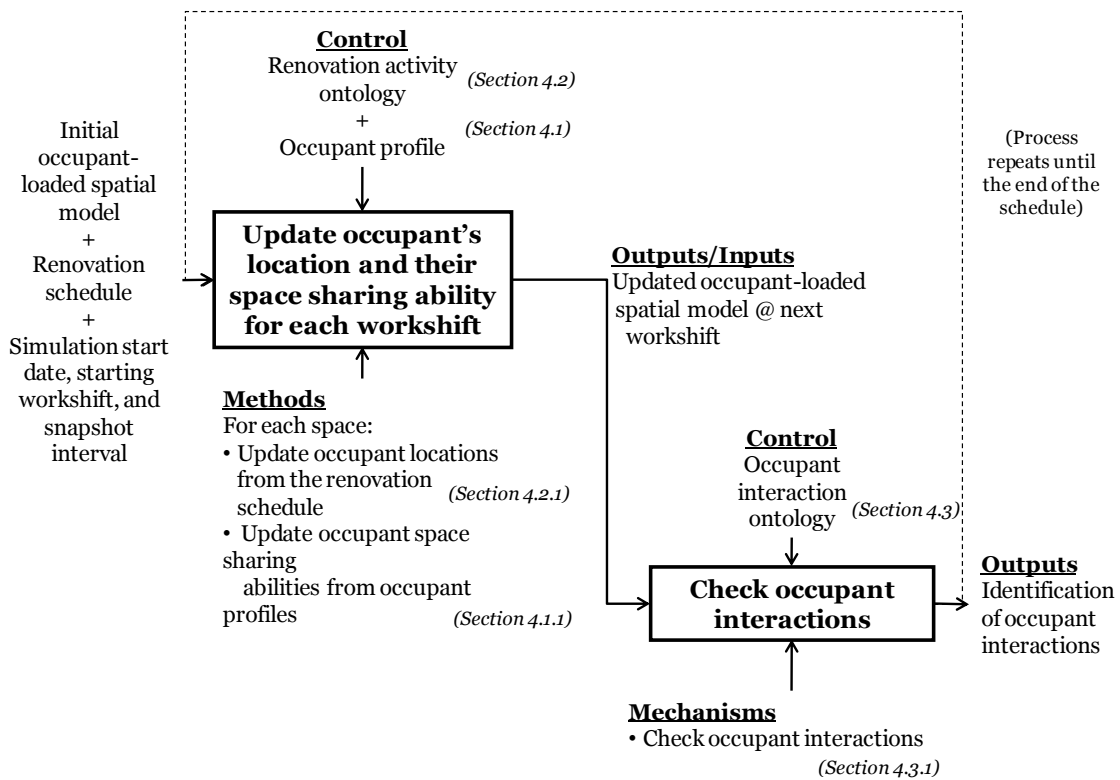 Control
Renovation activity
ontology
(Section 4.2)
+
(Section 4.1)
Occupant profile
Initial
occupant-
loaded spatial
model
+
Renovation
schedule
+
Simulation start
date, starting
workshift, and
snapshot
interval
(Process
repeats until
the end of the
schedule)
Update occupant’s
location and their
space sharing ability
for each workshift
Outputs/Inputs
Updated occupant-loaded
spatial model @ next
workshift
Methods
For each space:
• Update occupant locations
from the renovation
schedule
(Section 4.2.1)
• Update occupant space
sharing
abilities from occupant
profiles
(Section 4.1.1)
Control
Occupant
interaction
ontology
(Section 4.3)
Check occupant
interactions
Outputs
Identification
of occupant
interactions
Mechanisms
• Check occupant interactions
(Section 4.3.1)